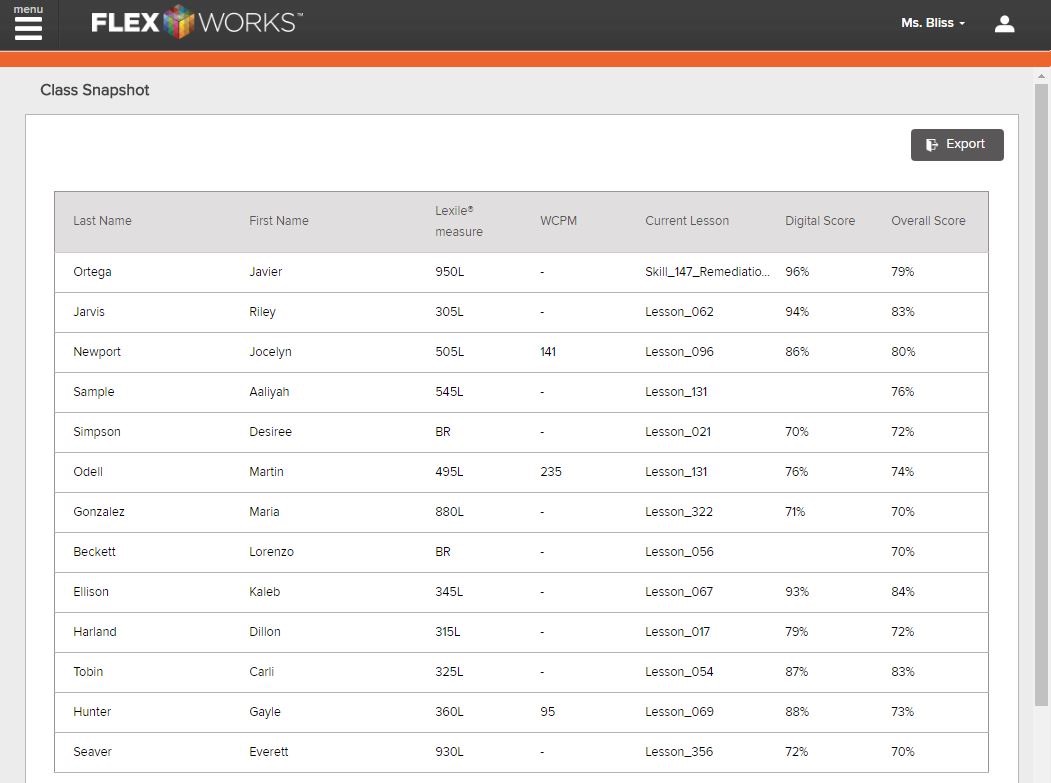 menu
FLEX WORKS™
Ms. Bliss
Class Snapshot
Export
Last Name First Name Lexile® measure WCPM Current Lesson Digital Score Overall Score
Ortega Javier 950L - Skill_147_Remediatio... 96% 79%
Jarvis Riley 305L - Lesson_062 94% 83%
Newport Jocelyn 505L 141 Lesson_096 86% 80%
Sample Aaliyah 545L - Lesson_131 76%
Simpson Desiree BR - Lesson_021 70% 72%
Odell Martin 495L 235 Lesson_131 76% 74%
Gonzalez Maria 880L - Lesson_322 71% 70%
Beckett Lorenzo BR - Lesson_056 70%
Ellison Kaleb 345L - Lesson_067 93% 84%
Harland Dillon 315L - Lesson_017 79% 72%
Tobin Carli 325L - Lesson_054 87% 83%
Hunter Gayle 360L 95 Lesson_069 88% 73%
Seaver Everett 930L - Lesson_356 72% 70%